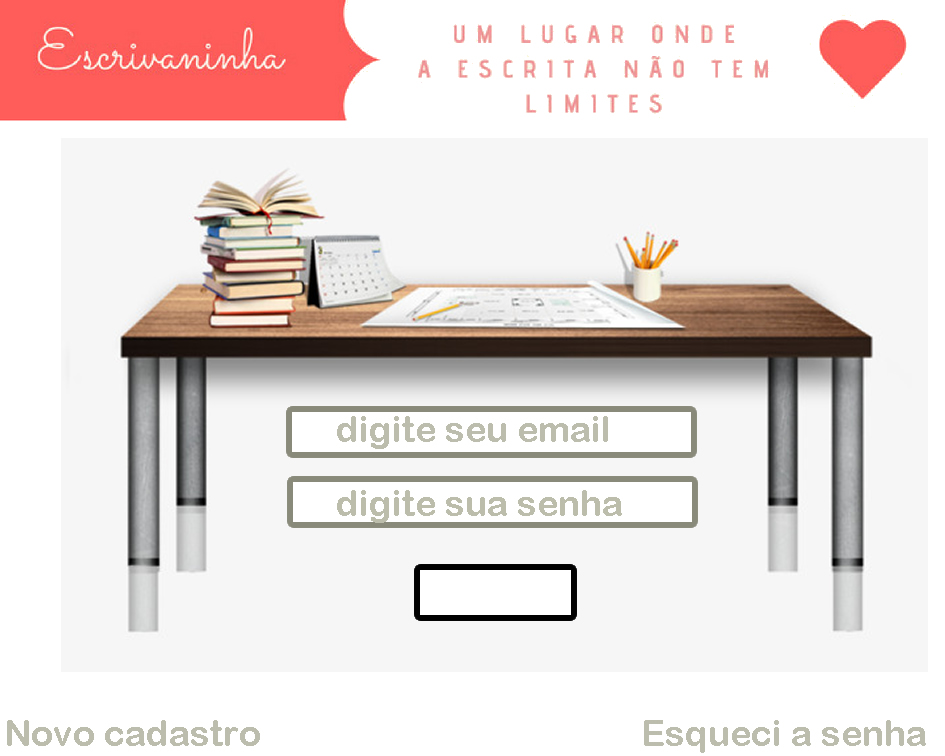 Escrivaninha
UM LUGAR ONDE
A ESCRITA NÃO TEM
LIMITES
digite seu email
digite sua senha
Novo cadastro
Esqueci a senha